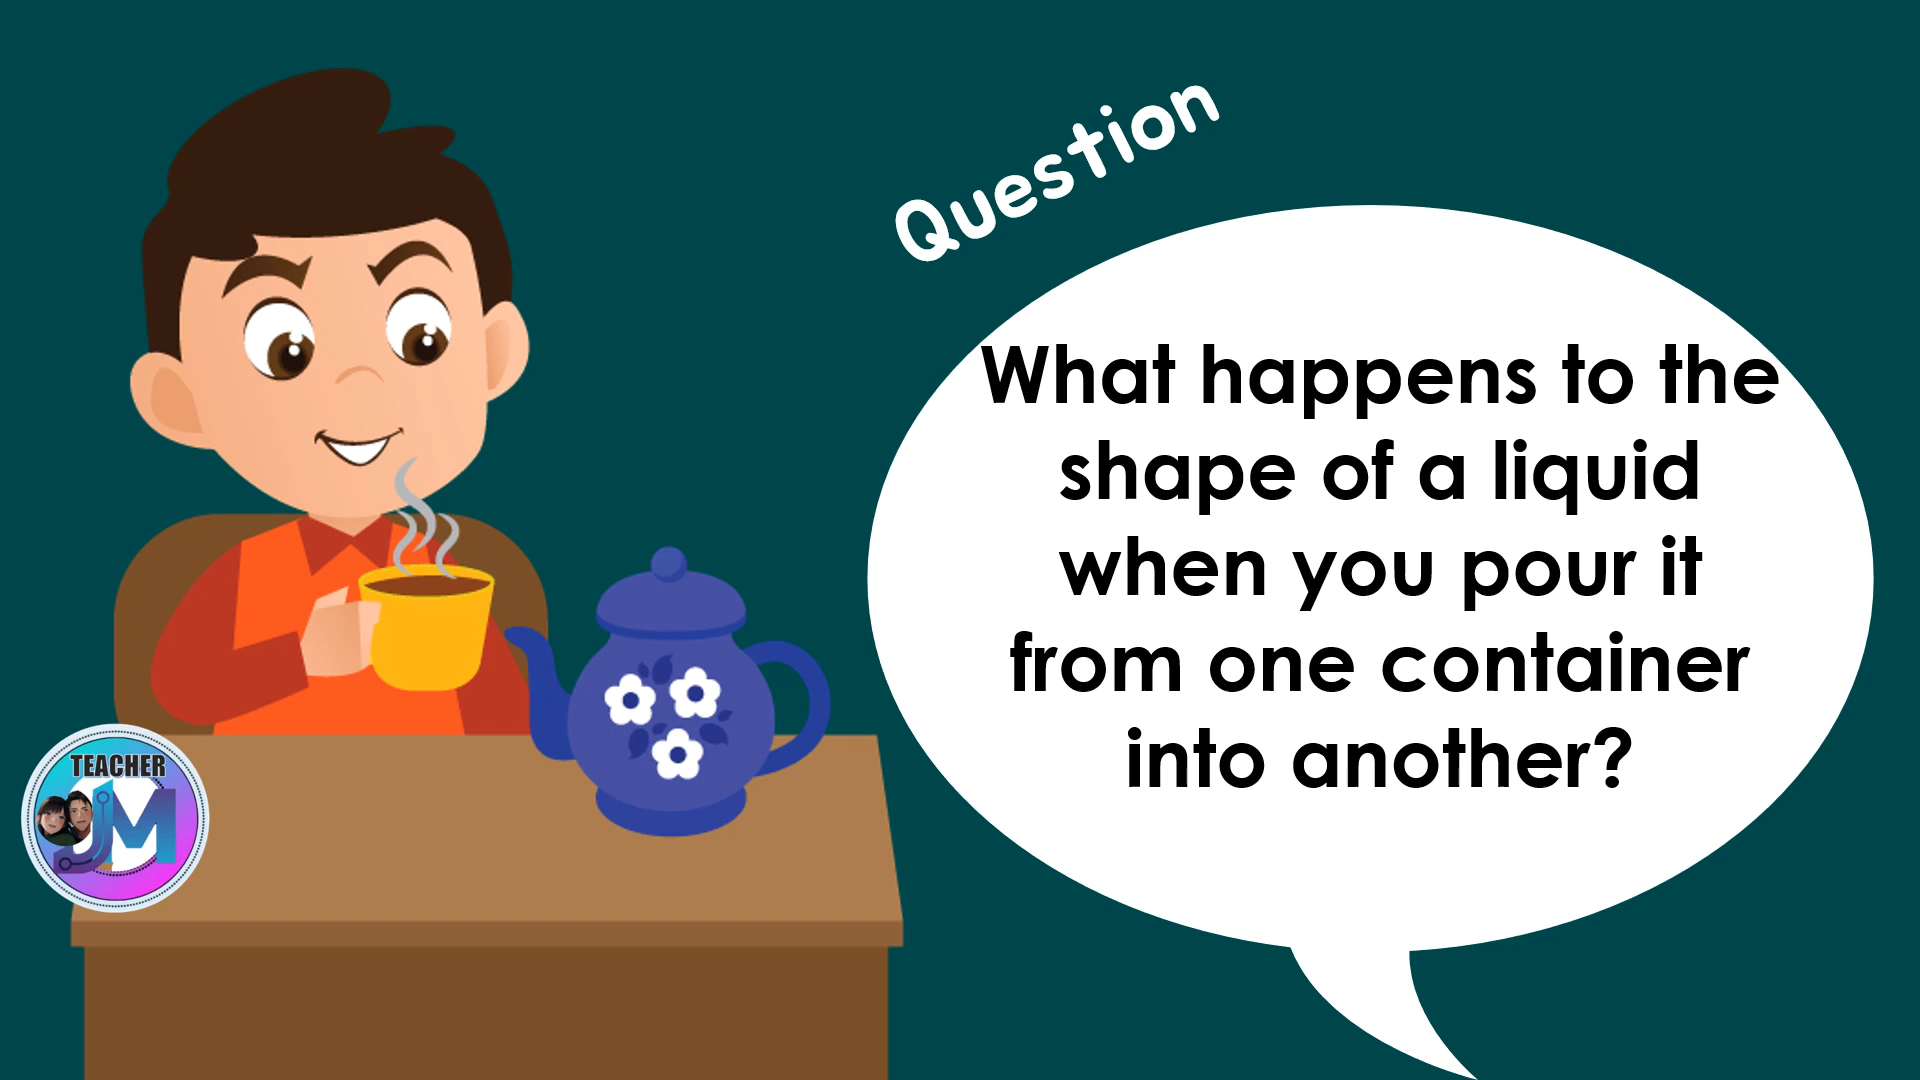 Question
What happens to the
shape of a liquid
when you pour it
from one container
into another?
TEACHER
JM